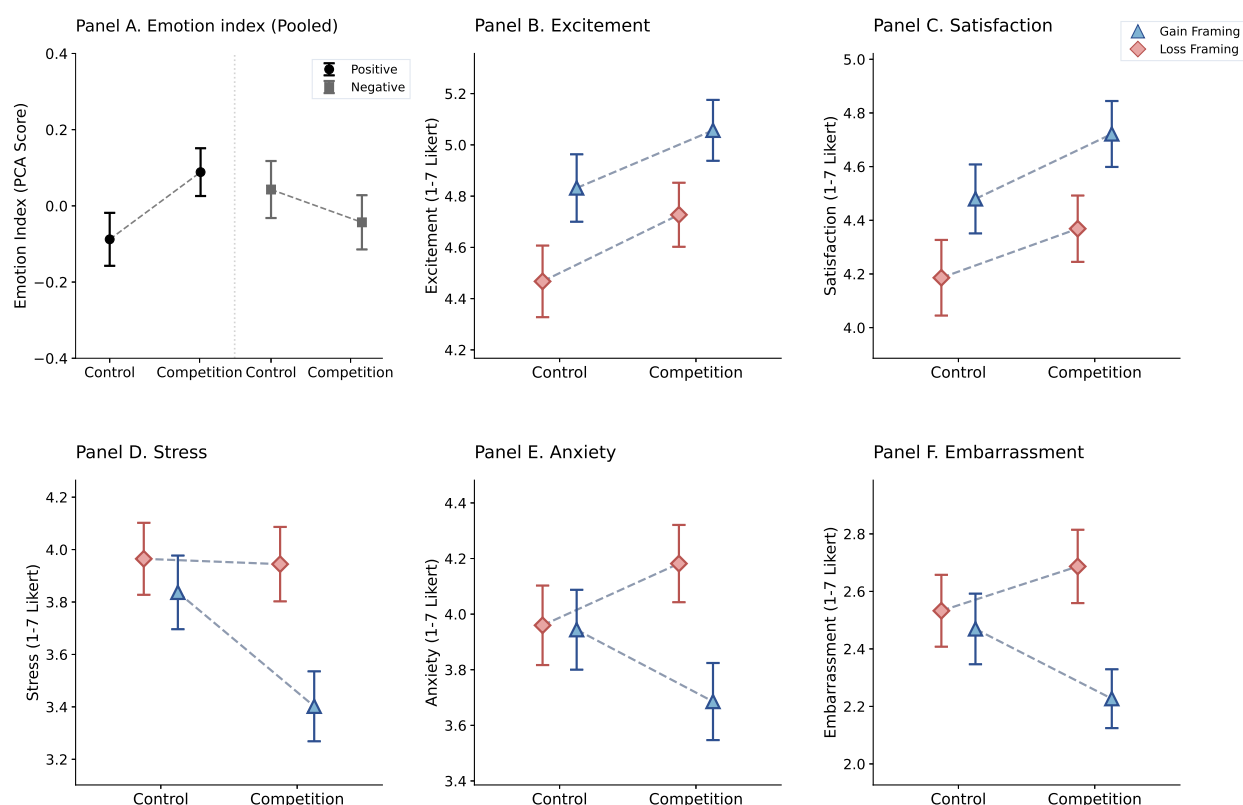 Panel A. Emotion index (Pooled)
Emotion Index (PCA Score)
0.4
0.2
0.0
−0.2
−0.4
Positive
Negative
Control
Competition
Control
Competition
Panel B. Excitement
Excitement (1-7 Likert)
5.2
5.0
4.8
4.6
4.4
4.2
Control
Competition
Panel C. Satisfaction
Satisfaction (1-7 Likert)
5.0
4.8
4.6
4.4
4.2
4.0
Gain Framing
Loss Framing
Control
Competition
Panel D. Stress
Stress (1-7 Likert)
4.2
4.0
3.8
3.6
3.4
3.2
Control
Competition
Panel E. Anxiety
Anxiety (1-7 Likert)
4.4
4.2
4.0
3.8
3.6
3.4
Control
Competition
Panel F. Embarrassment
Embarrassment (1-7 Likert)
2.8
2.6
2.4
2.2
2.0
Control
Competition